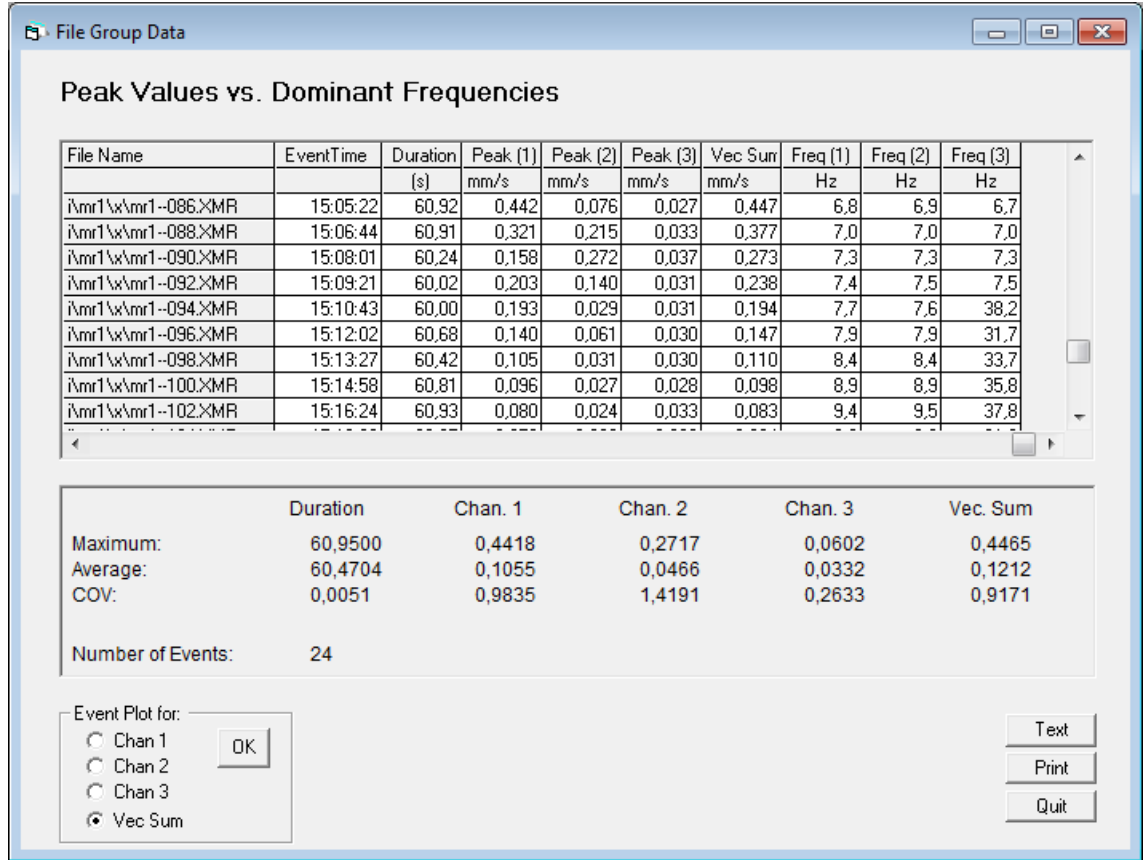 File Group Data
Peak Values vs. Dominant Frequencies
File Name EventTime Duration Peak (1) Peak (2) Peak (3) Vec Sum Freq (1) Freq (2) Freq (3)
(s) mm/s mm/s mm/s mm/s Hz Hz Hz
i\mr1\x\mr1--086.XMR 15:05:22 60,92 0,442 0,076 0,027 0,447 6,8 6,9 6,7
i\mr1\x\mr1--088.XMR 15:06:44 60,91 0,321 0,215 0,033 0,377 7,0 7,0 7,0
i\mr1\x\mr1--090.XMR 15:08:01 60,24 0,158 0,272 0,037 0,273 7,3 7,3 7,3
i\mr1\x\mr1--092.XMR 15:09:21 60,02 0,203 0,140 0,031 0,238 7,4 7,5 7,5
i\mr1\x\mr1--094.XMR 15:10:43 60,00 0,193 0,029 0,031 0,194 7,7 7,6 38,2
i\mr1\x\mr1--096.XMR 15:12:02 60,68 0,140 0,061 0,030 0,147 7,9 7,9 31,7
i\mr1\x\mr1--098.XMR 15:13:27 60,42 0,105 0,031 0,030 0,110 8,4 8,4 33,7
i\mr1\x\mr1--100.XMR 15:14:58 60,81 0,096 0,027 0,028 0,098 8,9 8,9 35,8
i\mr1\x\mr1--102.XMR 15:16:24 60,93 0,080 0,024 0,033 0,083 9,4 9,5 37,8
Duration Chan. 1 Chan. 2 Chan. 3 Vec. Sum
Maximum: 60,9500 0,4418 0,2717 0,0602 0,4465
Average: 60,4704 0,1055 0,0466 0,0332 0,1212
COV: 0,0051 0,9835 1,4191 0,2633 0,9171
Number of Events: 24
Event Plot for:
Chan 1
OK
Chan 2
Chan 3
Vec Sum
Text
Print
Quit